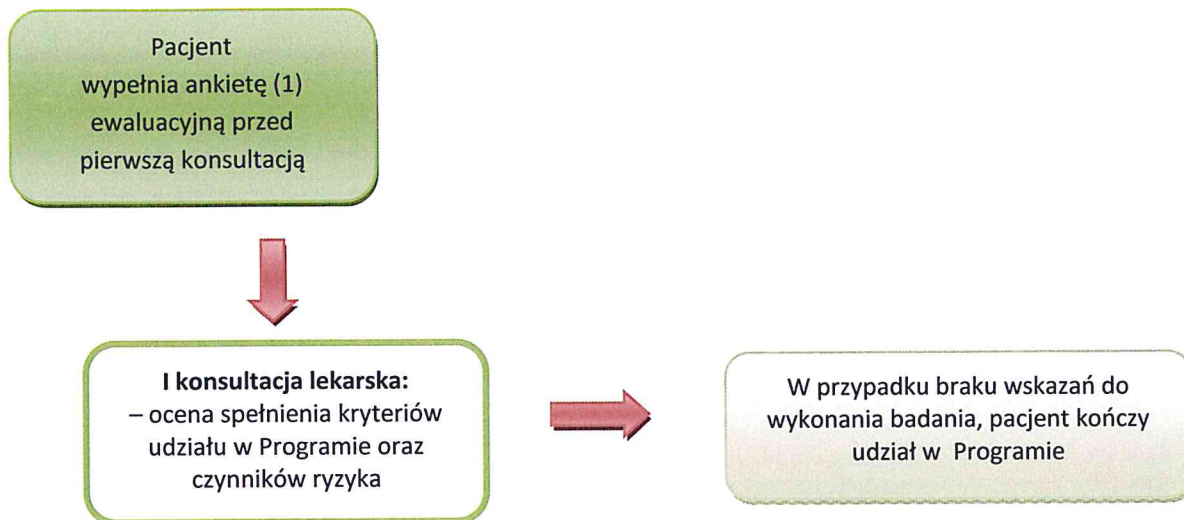 Pacjent
wypełnia ankietę (1)
ewaluacyjną przed
pierwszą konsultacją
I konsultacja lekarska:
– ocena spełnienia kryteriów
udziału w Programie oraz
czynników ryzyka
W przypadku braku wskazań do
wykonania badania, pacjent kończy
udział w Programie